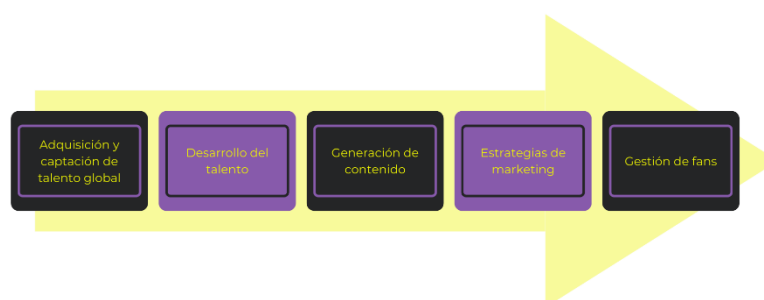 Adquisición y
captación de
talento global
Desarrollo del
talento
Generación de
contenido
Estrategias de
marketing
Gestión de fans